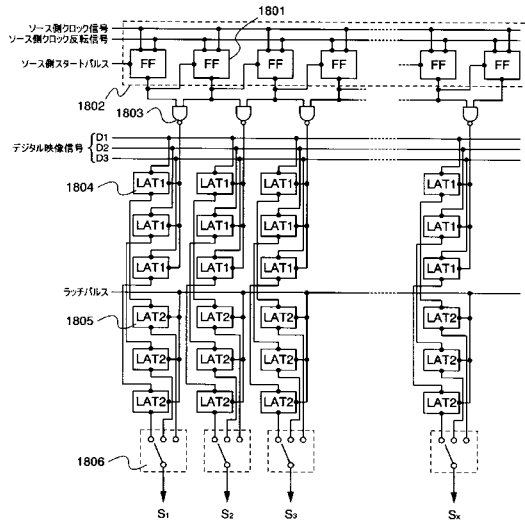 1801
ソース側クロック信号
ソース側クロック反転信号
FF FF FF FF FF FF
ソース側スタートパルス
1802
1803
デジタル映像信号
D1
D2
D3
1804
LAT1 LAT1 LAT1 LAT1
LAT1 LAT1 LAT1 LAT1
LAT1 LAT1 LAT1 LAT1
ラッチパルス
1805
LAT2 LAT2 LAT2 LAT2
LAT2 LAT2 LAT2 LAT2
LAT2 LAT2 LAT2 LAT2
1806
S1 S2 S3 Sx